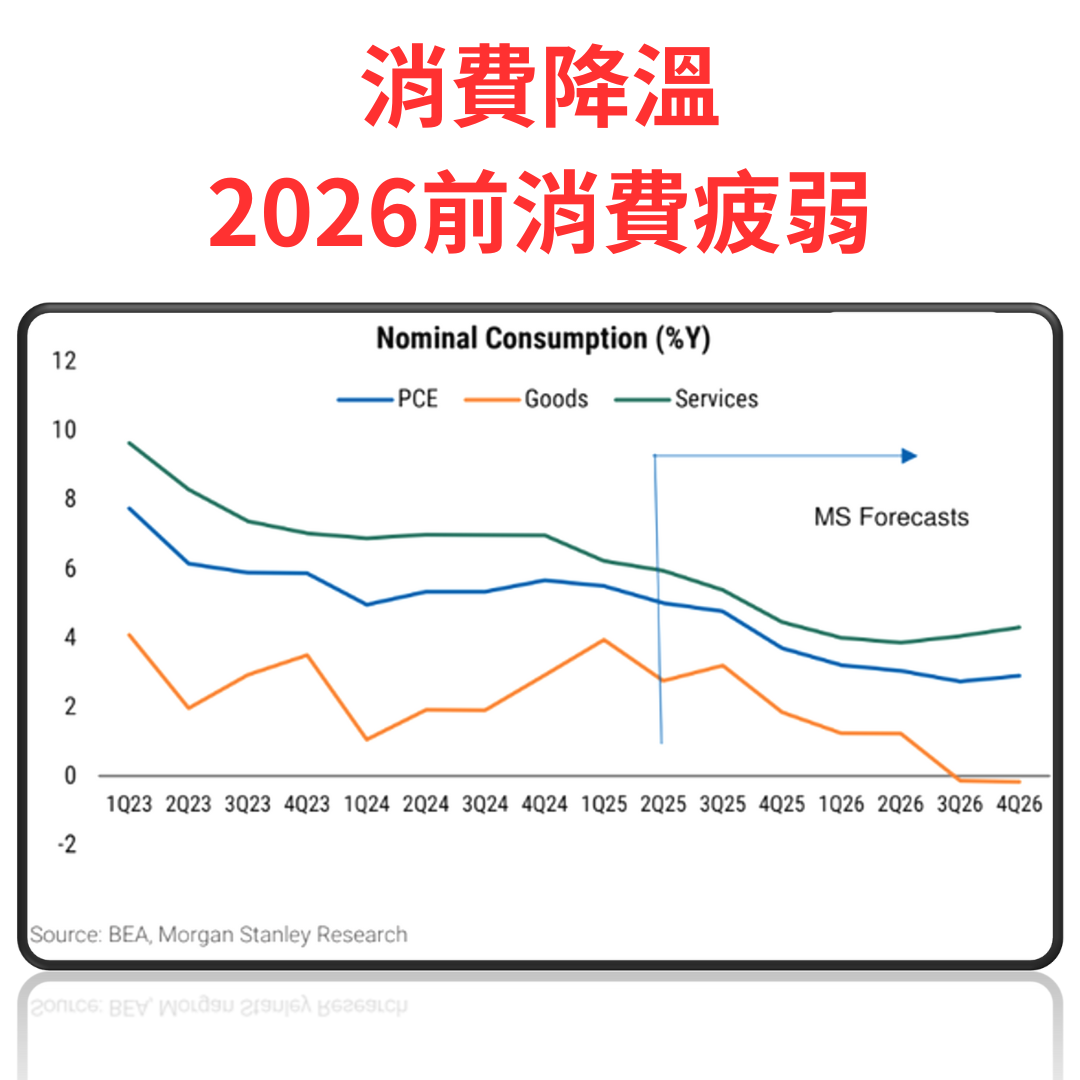 消費降溫
2026前消費疲弱
Nominal Consumption (%Y)
PCE Goods Services
12
10
8
6
4
2
0
-2
MS Forecasts
1Q23 2Q23 3Q23 4Q23 1Q24 2Q24 3Q24 4Q24 1Q25 2Q25 3Q25 4Q25 1Q26 2Q26 3Q26 4Q26
Source: BEA, Morgan Stanley Research